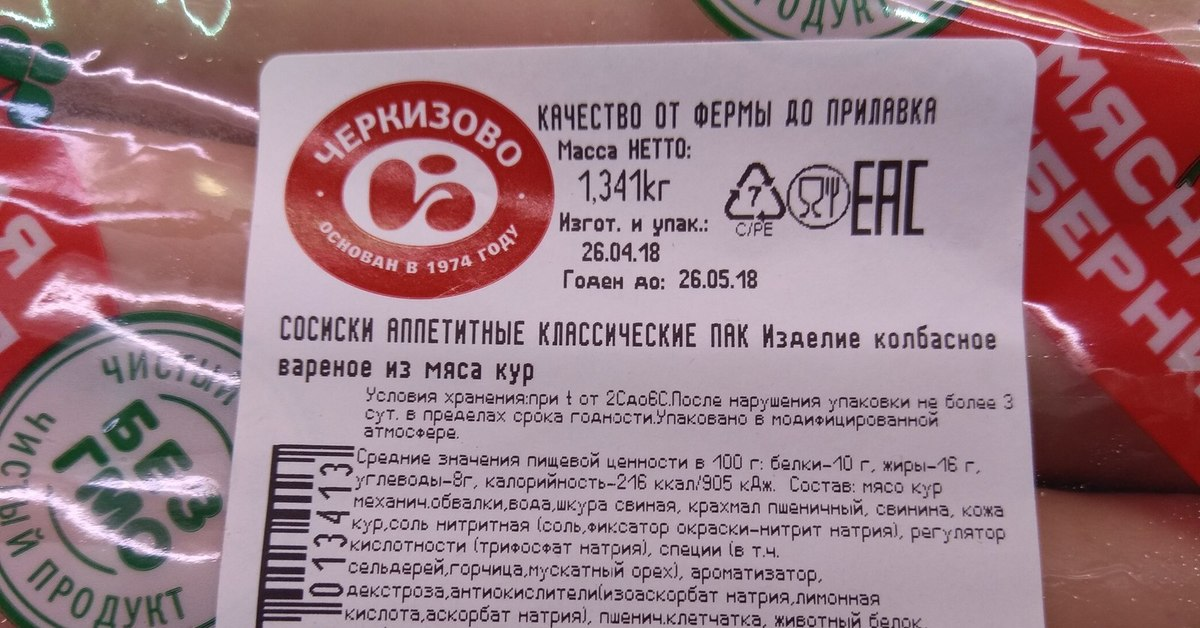 ПРОДУКТ
МЯСН
БЕРН
ЧЕРКИЗОВО
ОСНОВАН В 1974 ГОДУ
КАЧЕСТВО ОТ ФЕРМЫ ДО ПРИЛАВКА
Масса НЕТТО:
1,341кг
Изгот. и упак.:
26.04.18
Годен до: 26.05.18
?
C/PE
EAC
СОСИСКИ АППЕТИТНЫЕ КЛАССИЧЕСКИЕ ПАК Изделие колбасное
вареное из мяса кур
Условия хранения:при t от 2Cдо6C.После нарушения упаковки не более 3
сут. в пределах срока годности.Упаковано в модифицированной
атмосфере.
Средние значения пищевой ценности в 100 г: белки-10 г, жиры-16 г,
углеводы-8г, калорийность-216 ккал/905 кДж. Состав: мясо кур
механич.обвалки,вода,шкура свиная, крахмал пшеничный, свинина, кожа
кур,соль нитритная (соль,фиксатор окраски-нитрит натрия), регулятор
кислотности (трифосфат натрия), специи (в т.ч.
сельдерей,горчица,мускатный орех), ароматизатор,
декстроза,антиокислители(изоаскорбат натрия,лимонная
кислота,аскорбат натрия), пшенич.клетчатка, животный белок,
013413
ЧИСТЫЙ
ЧИСТЫЙ ПРОДУКТ
БЕЗ
ГМО